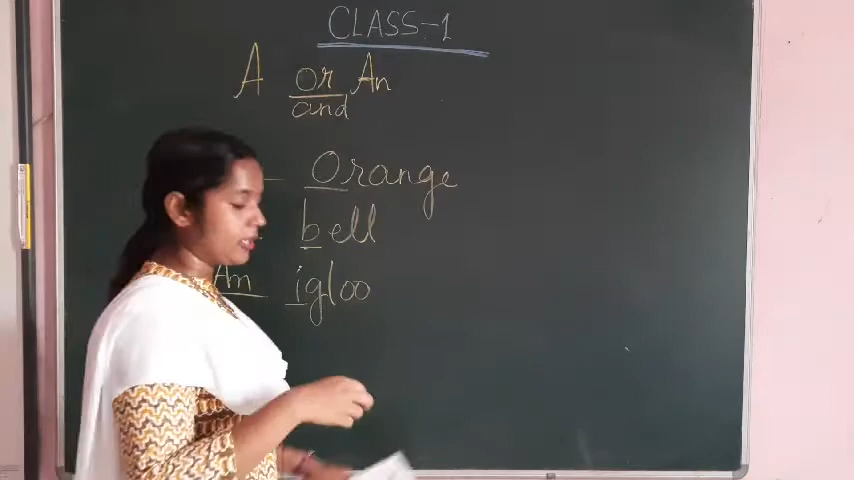 CLASS-1
A or An
and
Orange
bell
An igloo